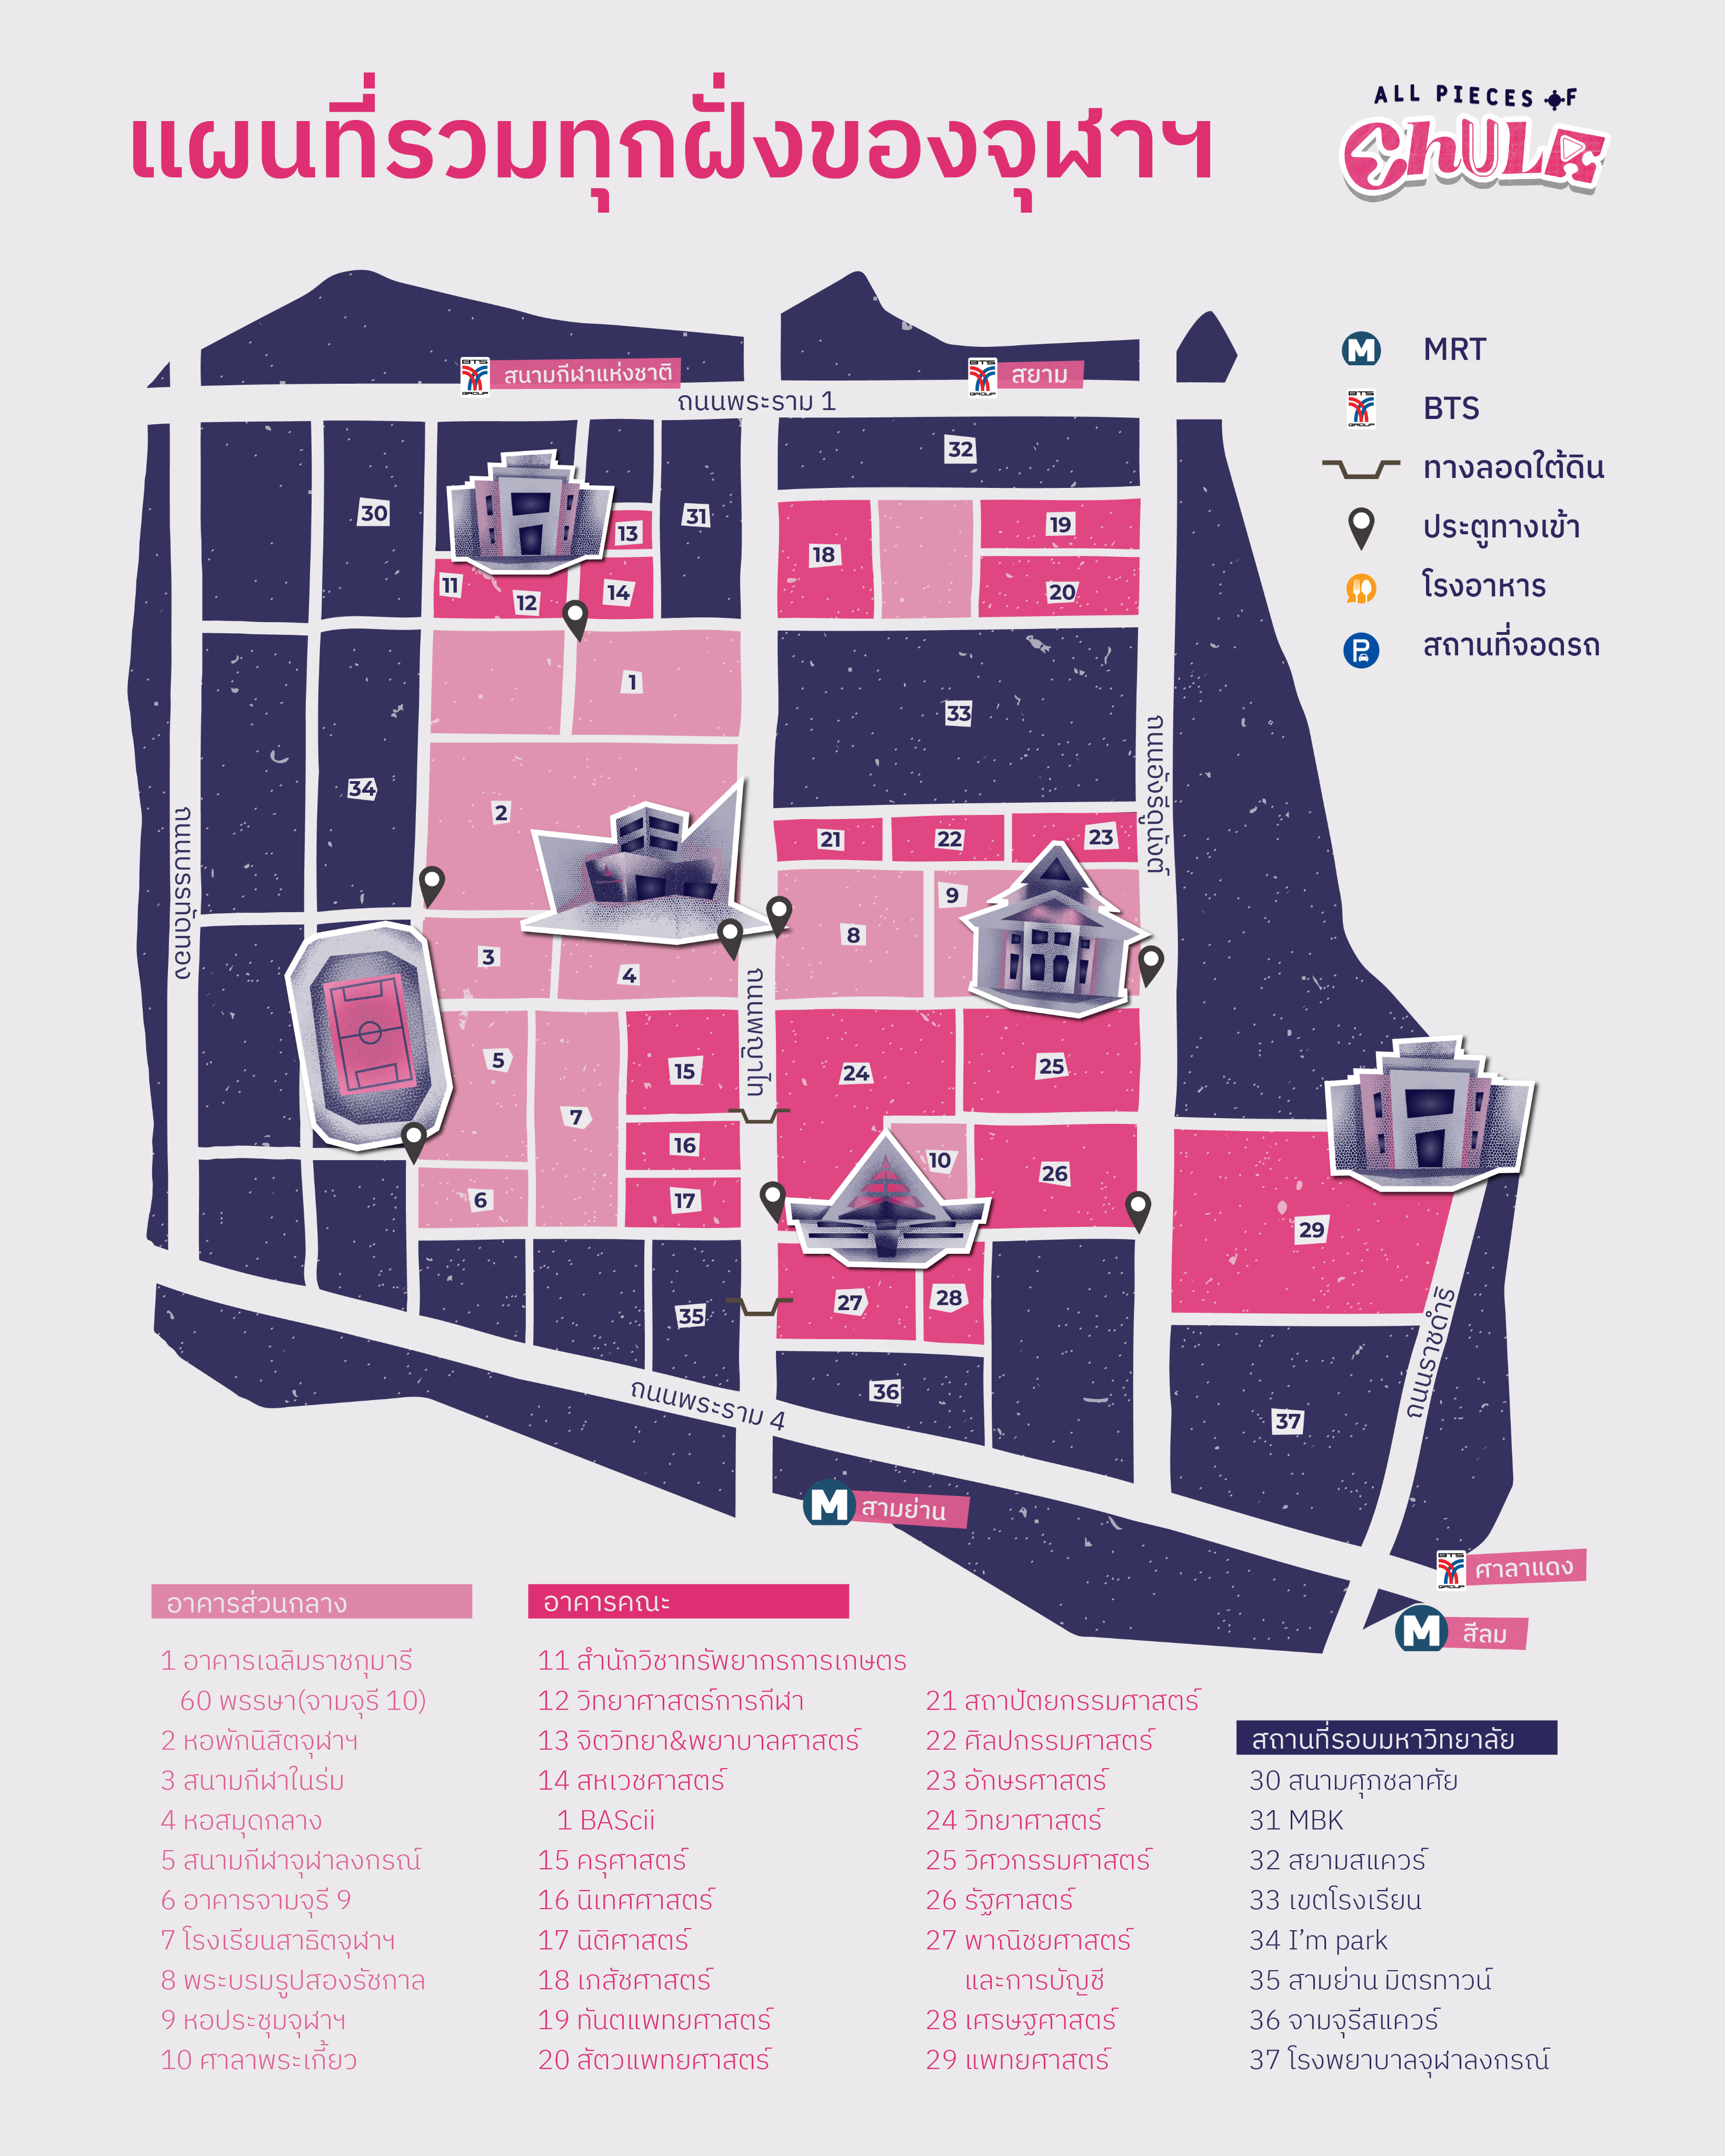 แผนที่รวมทุกฝั่งของจุฬาฯ
ALL PIECES OF
CHULA
MRT
BTS
ทางลอดใต้ดิน
ประตูทางเข้า
โรงอาหาร
สถานที่จอดรถ
BTS GROUP สนามกีฬาแห่งชาติ
BTS GROUP สยาม
ถนนพระราม 1
32
30
31
13
18
19
11
12
14
20
1
33
ถนนอังรีดูนังต์
34
2
ถนนบรรทัดทอง
21
22
23
9
8
3
4
ถนนพญาไท
5
15
24
25
7
16
10
26
6
17
29
27
28
35
ถนนราชดำริ
36
ถนนพระราม 4
37
M สามย่าน
BTS GROUP ศาลาแดง
M สีลม
อาคารส่วนกลาง
1 อาคารเฉลิมราชกุมารี
60 พรรษา(จามจุรี 10)
2 หอพักนิสิตจุฬาฯ
3 สนามกีฬาในร่ม
4 หอสมุดกลาง
5 สนามกีฬาจุฬาลงกรณ์
6 อาคารจามจุรี 9
7 โรงเรียนสาธิตจุฬาฯ
8 พระบรมรูปสองรัชกาล
9 หอประชุมจุฬาฯ
10 ศาลาพระเกี้ยว
อาคารคณะ
11 สำนักวิชาทรัพยากรการเกษตร
12 วิทยาศาสตร์การกีฬา
13 จิตวิทยา&พยาบาลศาสตร์
14 สหเวชศาสตร์
1 BAScii
15 ครุศาสตร์
16 นิเทศศาสตร์
17 นิติศาสตร์
18 เภสัชศาสตร์
19 ทันตแพทยศาสตร์
20 สัตวแพทยศาสตร์
21 สถาปัตยกรรมศาสตร์
22 ศิลปกรรมศาสตร์
23 อักษรศาสตร์
24 วิทยาศาสตร์
25 วิศวกรรมศาสตร์
26 รัฐศาสตร์
27 พาณิชยศาสตร์
และการบัญชี
28 เศรษฐศาสตร์
29 แพทยศาสตร์
สถานที่รอบมหาวิทยาลัย
30 สนามศุภชลาศัย
31 MBK
32 สยามสแควร์
33 เขตโรงเรียน
34 I'm park
35 สามย่าน มิตรทาวน์
36 จามจุรีสแควร์
37 โรงพยาบาลจุฬาลงกรณ์